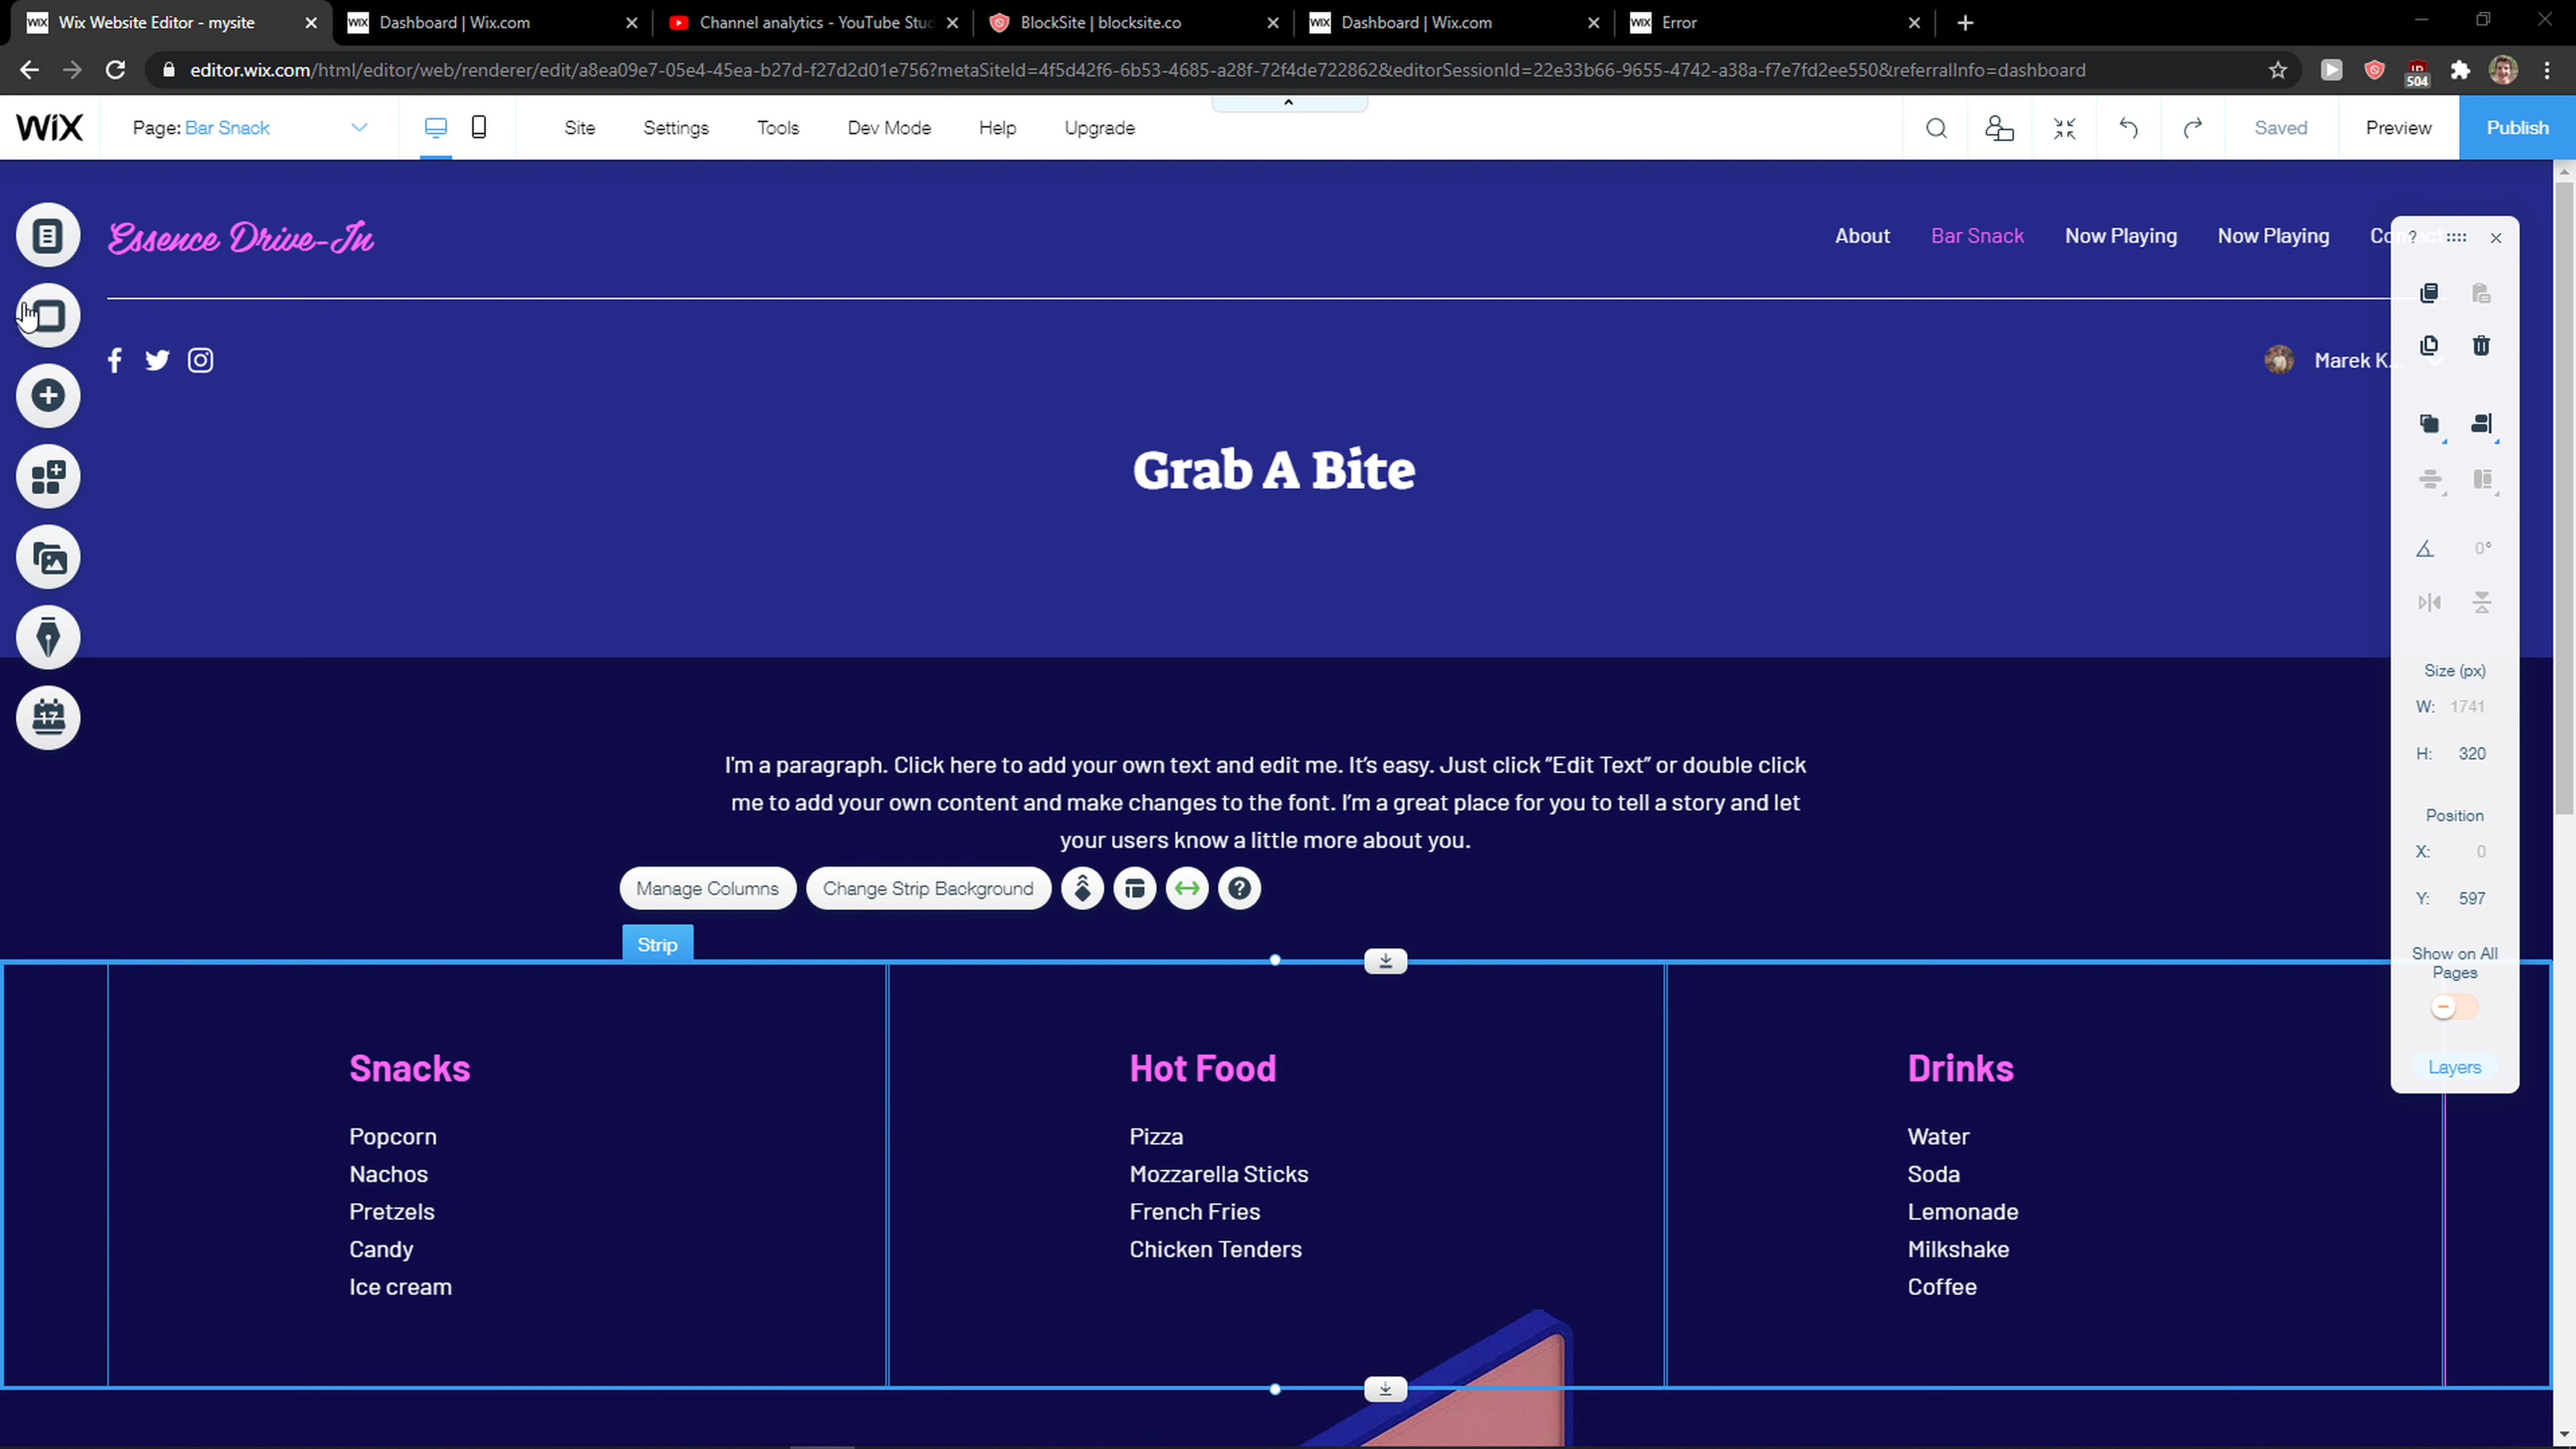 Wix Website Editor - mysite
Dashboard | Wix.com
Channel analytics - YouTube Stud
BlockSite | blocksite.co
Dashboard | Wix.com
Error
editor.wix.com/html/editor/web/renderer/edit/a8ea09e7-05e4-45ea-b27d-f27d2d01e756?metaSiteId=4f5d42f6-6b53-4685-a28f-72f4de722862&editorSessionId=22e33b66-9655-4742-a38a-f7e7fd2ee550&referralInfo=dashboard
504
WiX
Page: Bar Snack
Site
Settings
Tools
Dev Mode
Help
Upgrade
Saved
Preview
Publish
Essence Drive-In
About
Bar Snack
Now Playing
Now Playing
Contact
Marek K...
Grab A Bite
0°
Size (px)
W: 1741
H: 320
Position
X: 0
Y: 597
Show on All
Pages
Layers
17
I'm a paragraph. Click here to add your own text and edit me. It's easy. Just click "Edit Text" or double click
me to add your own content and make changes to the font. I'm a great place for you to tell a story and let
your users know a little more about you.
Manage Columns
Change Strip Background
Strip
Snacks
Popcorn
Nachos
Pretzels
Candy
Ice cream
Hot Food
Pizza
Mozzarella Sticks
French Fries
Chicken Tenders
Drinks
Water
Soda
Lemonade
Milkshake
Coffee